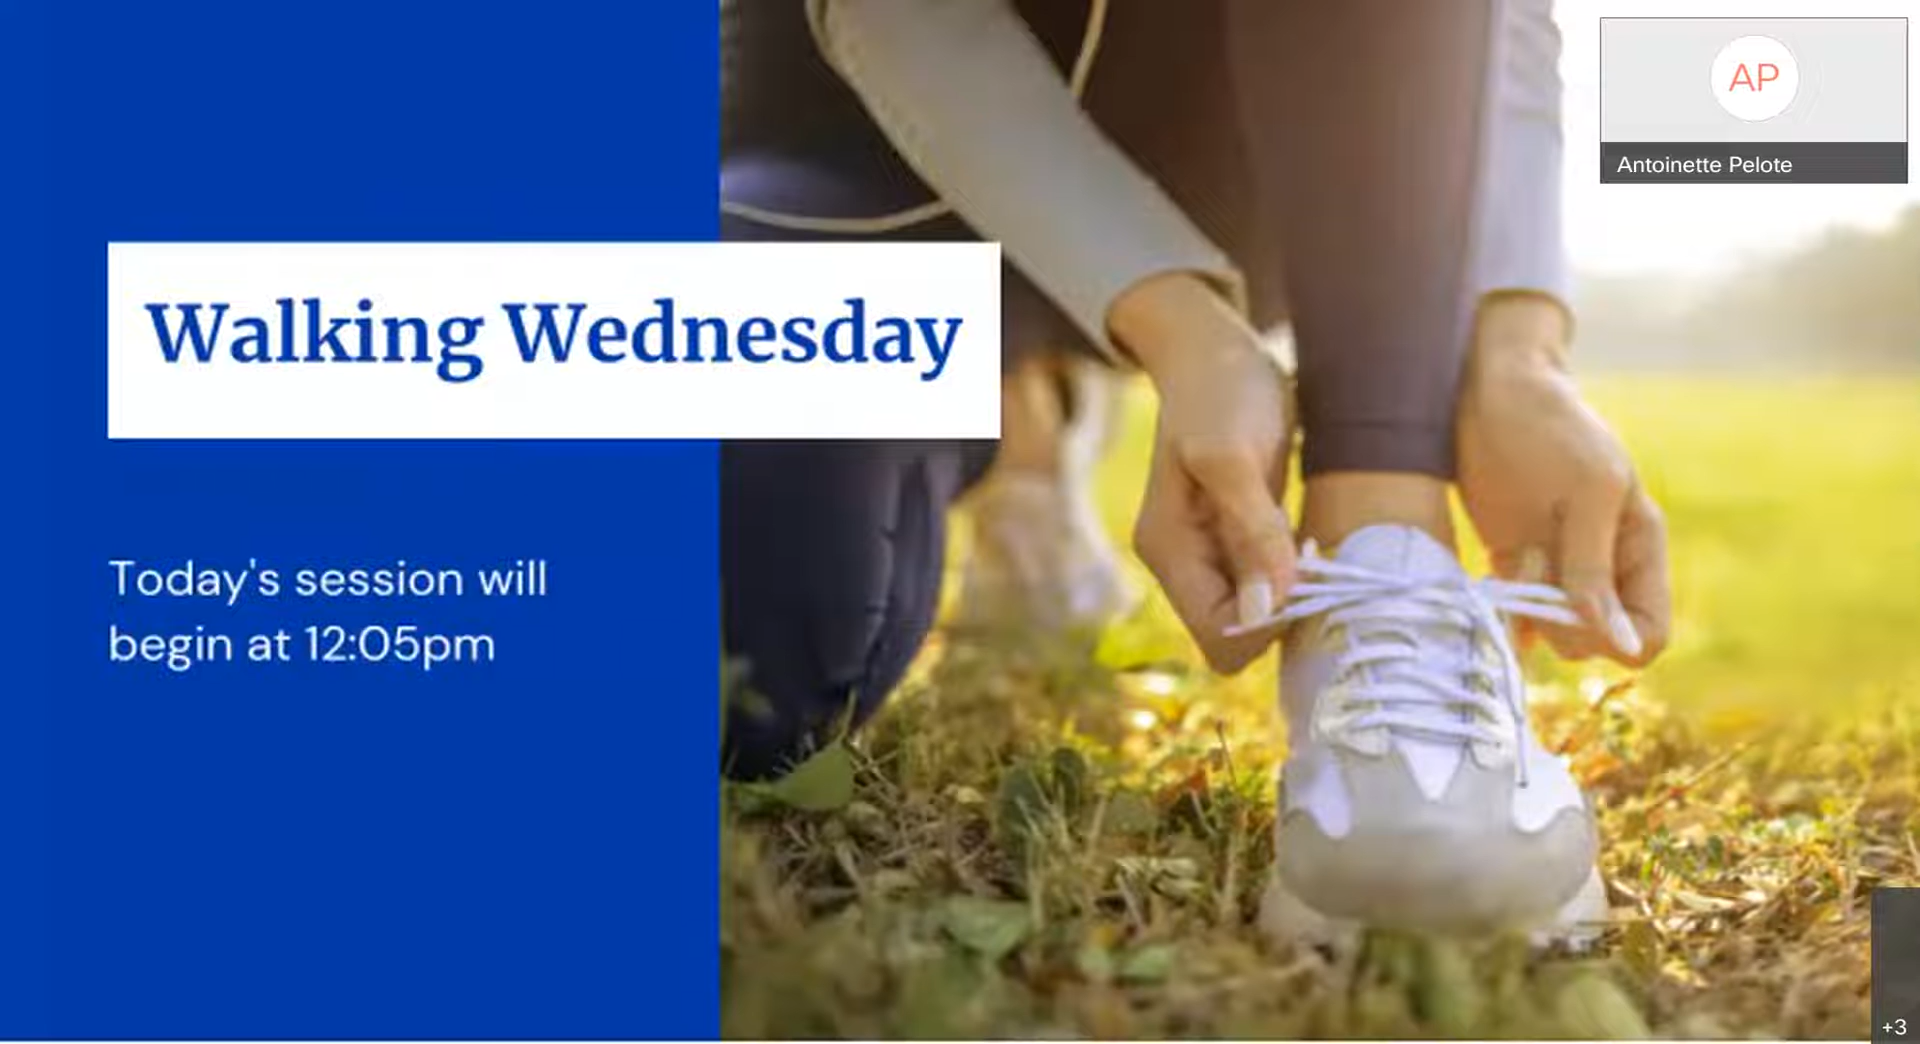 AP
Antoinette Pelote
Walking Wednesday
Today's session will
begin at 12:05pm
+3